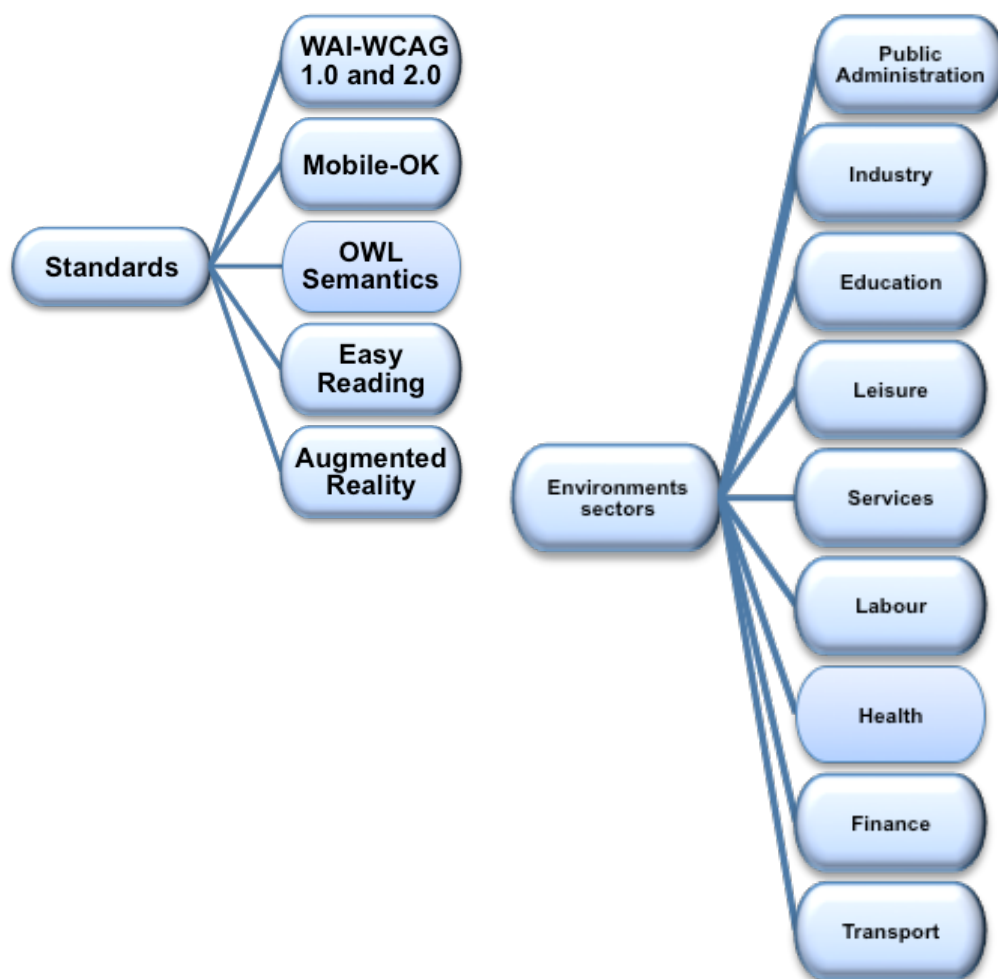 WAI-WCAG
1.0 and 2.0
Mobile-OK
Standards
OWL
Semantics
Easy
Reading
Augmented
Reality
Public
Administration
Industry
Education
Leisure
Environments
sectors
Services
Labour
Health
Finance
Transport